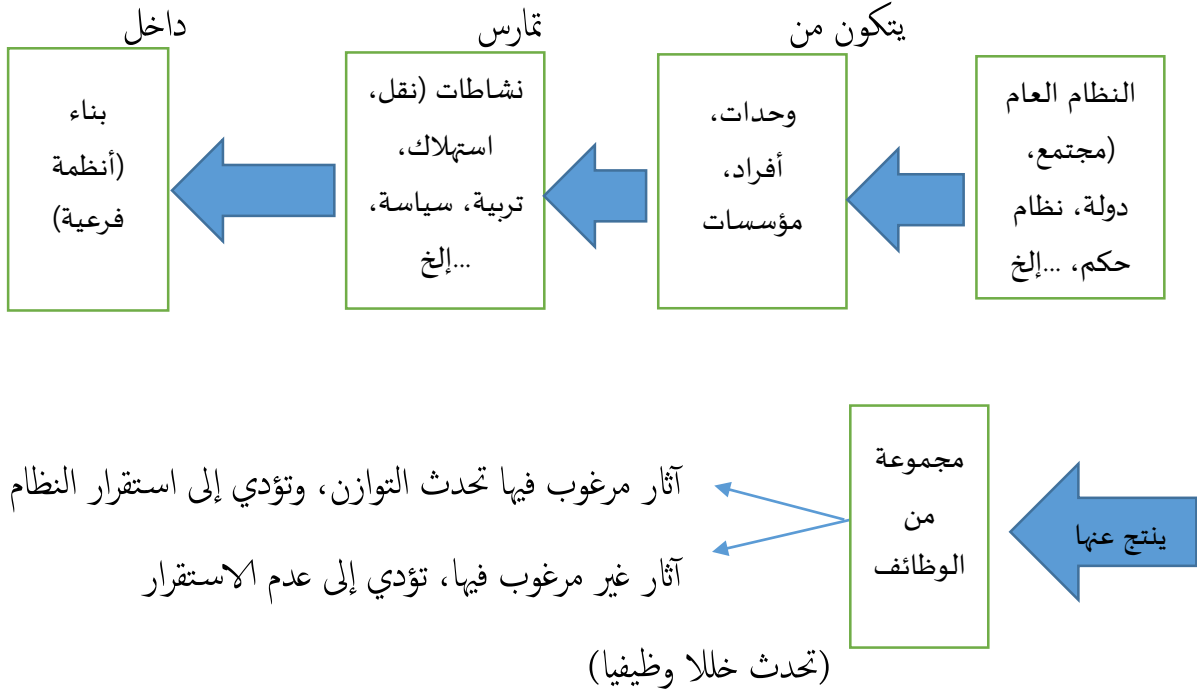 يتكون من
تمارس
داخل
النظام العام
(مجتمع،
دولة، نظام
حكم، ...إلخ
وحدات،
أفراد،
مؤسسات
نشاطات (نقل،
استهلاك،
تربية، سياسة،
...إلخ
بناء
(أنظمة
فرعية)
ينتج عنها
مجموعة
من
الوظائف
آثار مرغوب فيها تحدث التوازن، وتؤدي إلى استقرار النظام
آثار غير مرغوب فيها، تؤدي إلى عدم الاستقرار
(تحدث خللا وظيفيا)